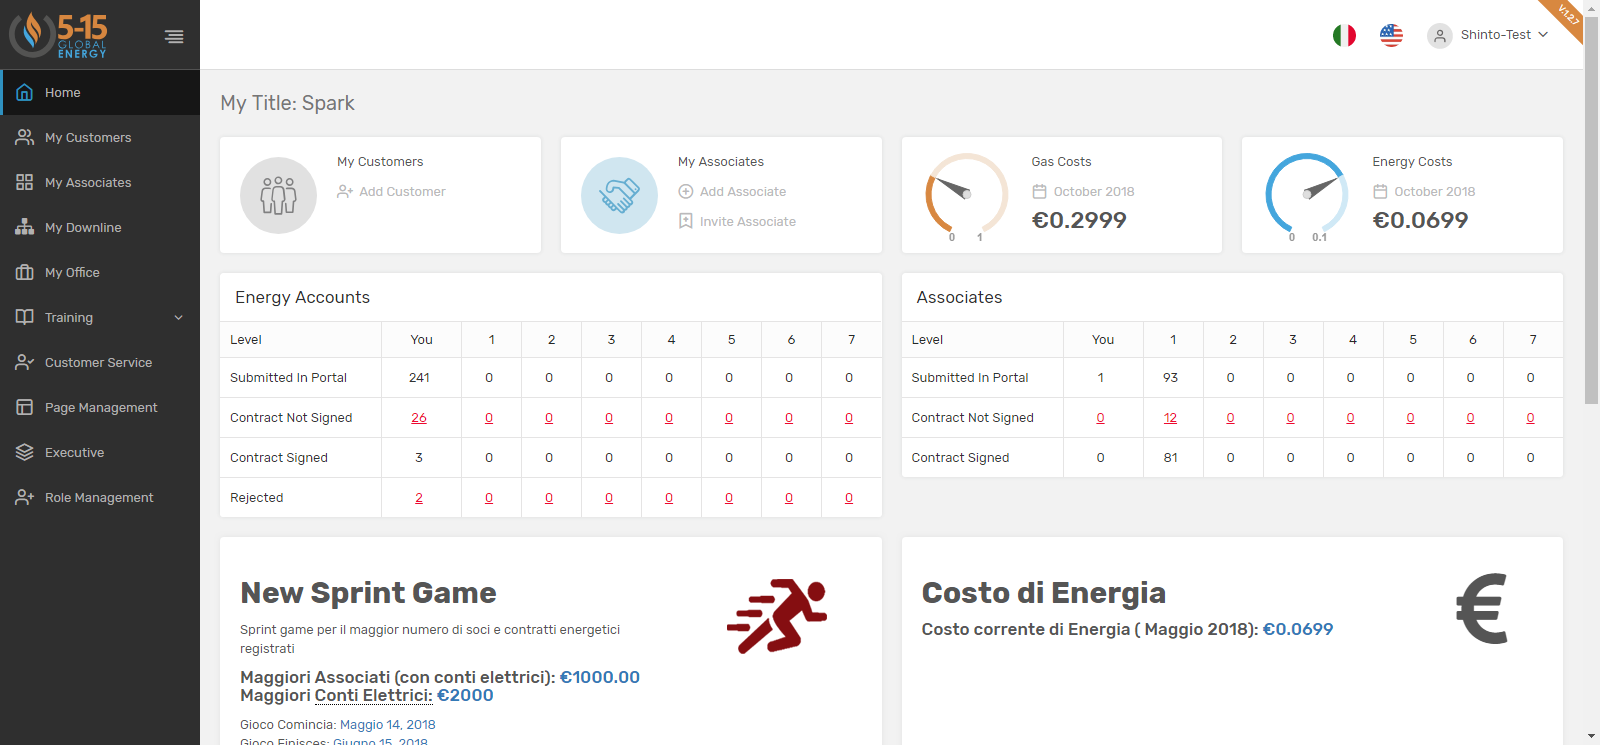 5-15
GLOBAL
ENERGY
Shinto-Test
V.1.2.7
Home
My Customers
My Associates
My Downline
My Office
Training
Customer Service
Page Management
Executive
Role Management
My Title: Spark
My Customers
Add Customer
My Associates
Add Associate
Invite Associate
0 1
Gas Costs
October 2018
€0.2999
0 0.1
Energy Costs
October 2018
€0.0699
Energy Accounts
Level You 1 2 3 4 5 6 7
Submitted In Portal 241 0 0 0 0 0 0 0
Contract Not Signed 26 0 0 0 0 0 0 0
Contract Signed 3 0 0 0 0 0 0 0
Rejected 2 0 0 0 0 0 0 0
Associates
Level You 1 2 3 4 5 6 7
Submitted In Portal 1 93 0 0 0 0 0 0
Contract Not Signed 0 12 0 0 0 0 0 0
Contract Signed 0 81 0 0 0 0 0 0
New Sprint Game
Sprint game per il maggior numero di soci e contratti energetici
registrati
Maggiori Associati (con conti elettrici): €1000.00
Maggiori Conti Elettrici: €2000
Gioco Comincia: Maggio 14, 2018
Gioco Finisces: Giugno 15, 2018
Costo di Energia
Costo corrente di Energia ( Maggio 2018): €0.0699
€